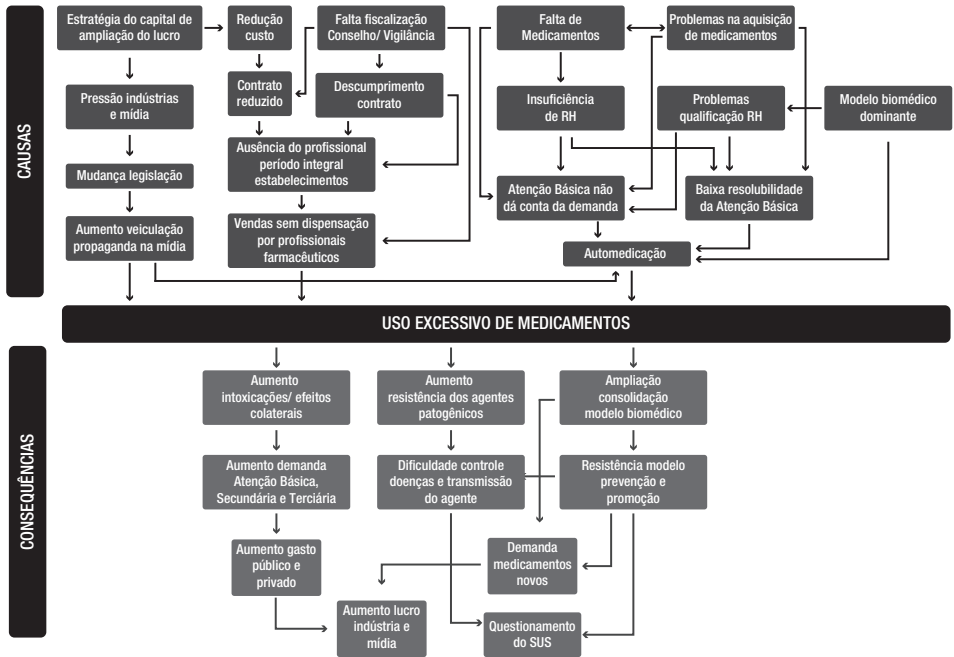 CAUSAS
Estratégia do capital de
ampliação do lucro
Redução
custo
Falta fiscalização
Conselho/ Vigilância
Falta de
Medicamentos
Problemas na aquisição
de medicamentos
Pressão indústrias
e mídia
Contrato
reduzido
Descumprimento
contrato
Insuficiência
de RH
Problemas
qualificação RH
Modelo biomédico
dominante
Mudança legislação
Ausência do profissional
período integral
estabelecimentos
Atenção Básica não
dá conta da demanda
Baixa resolubilidade
da Atenção Básica
Aumento veiculação
propaganda na mídia
Vendas sem dispensação
por profissionais
farmacêuticos
Automedicação
USO EXCESSIVO DE MEDICAMENTOS
CONSEQUÊNCIAS
Aumento
intoxicações/ efeitos
colaterais
Aumento
resistência dos agentes
patogênicos
Ampliação
consolidação
modelo biomédico
Aumento demanda
Atenção Básica,
Secundária e Terciária
Dificuldade controle
doenças e transmissão
do agente
Resistência modelo
prevenção e
promoção
Aumento gasto
público e
privado
Demanda
medicamentos
novos
Aumento lucro
indústria e
mídia
Questionamento
do SUS